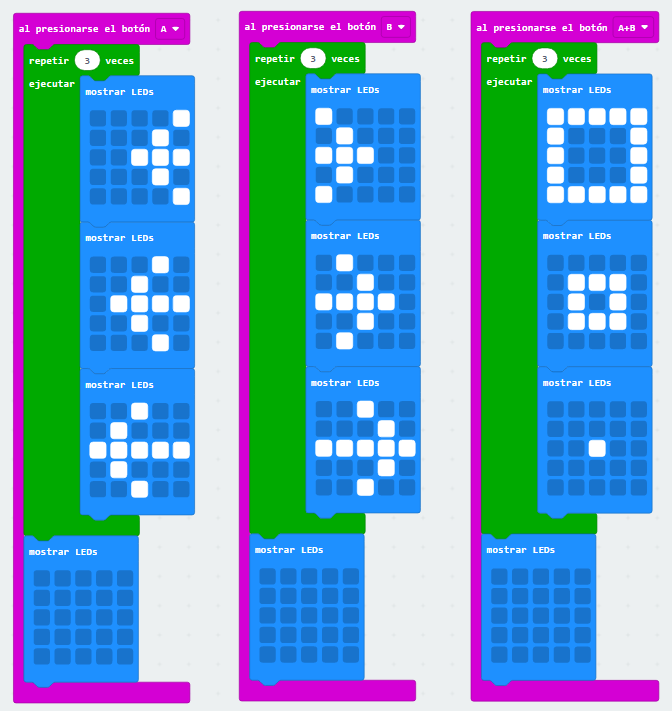 al presionarse el botón A
repetir 3 veces
ejecutar
mostrar LEDs
mostrar LEDs
mostrar LEDs
mostrar LEDs
al presionarse el botón B
repetir 3 veces
ejecutar
mostrar LEDs
mostrar LEDs
mostrar LEDs
mostrar LEDs
al presionarse el botón A+B
repetir 3 veces
ejecutar
mostrar LEDs
mostrar LEDs
mostrar LEDs
mostrar LEDs